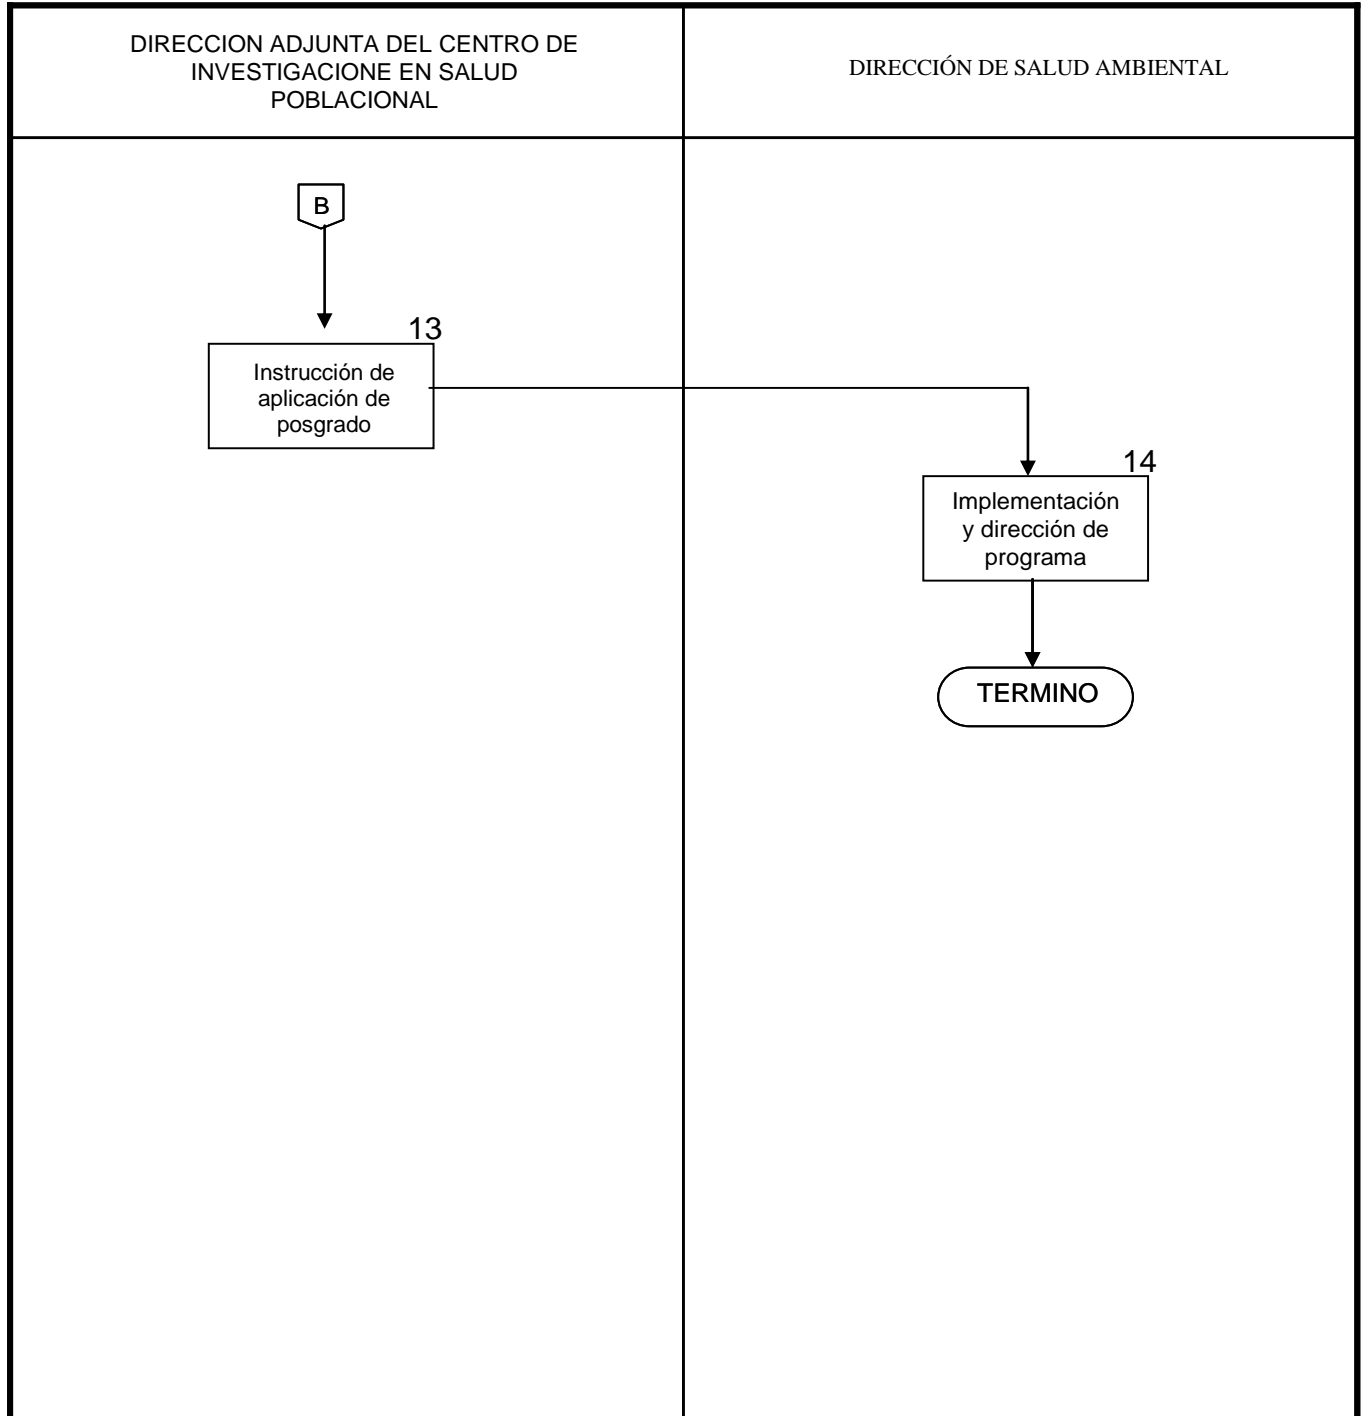 DIRECCION ADJUNTA DEL CENTRO DE
INVESTIGACIONE EN SALUD
POBLACIONAL
DIRECCIÓN DE SALUD AMBIENTAL
B
13
Instrucción de
aplicación de
posgrado
14
Implementación
y dirección de
programa
TERMINO